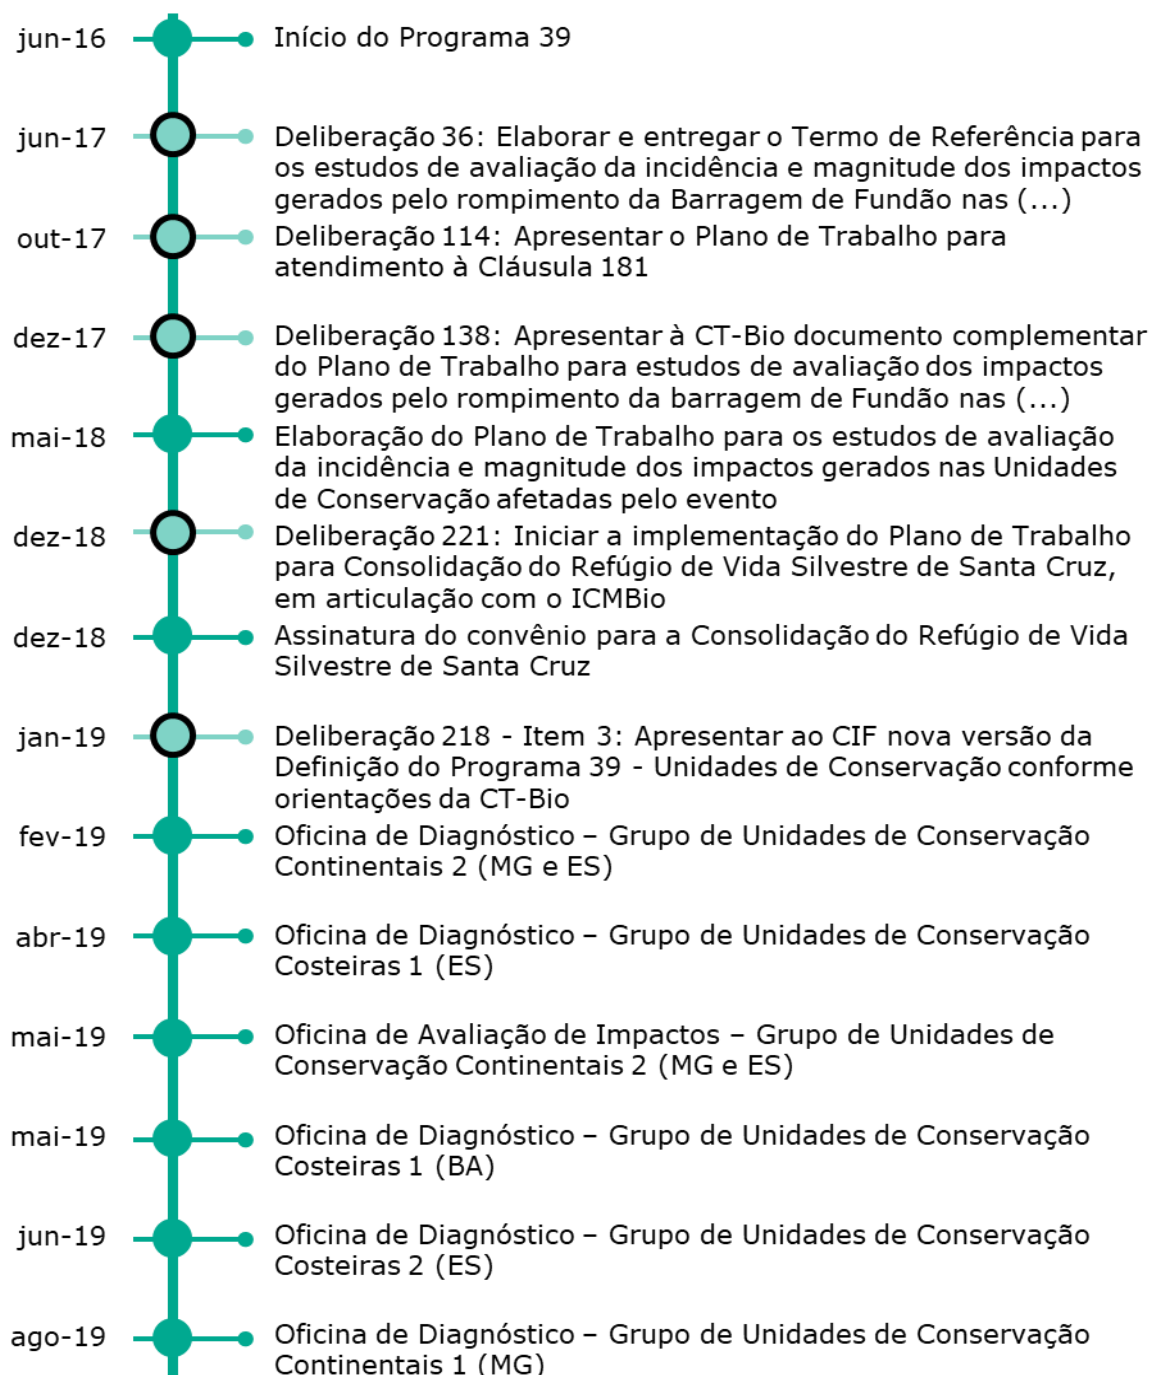 jun-16 Início do Programa 39
jun-17 Deliberação 36: Elaborar e entregar o Termo de Referência para
os estudos de avaliação da incidência e magnitude dos impactos
gerados pelo rompimento da Barragem de Fundão nas (...)
out-17 Deliberação 114: Apresentar o Plano de Trabalho para
atendimento à Cláusula 181
dez-17 Deliberação 138: Apresentar à CT-Bio documento complementar
do Plano de Trabalho para estudos de avaliação dos impactos
gerados pelo rompimento da barragem de Fundão nas (...)
mai-18 Elaboração do Plano de Trabalho para os estudos de avaliação
da incidência e magnitude dos impactos gerados nas Unidades
de Conservação afetadas pelo evento
dez-18 Deliberação 221: Iniciar a implementação do Plano de Trabalho
para Consolidação do Refúgio de Vida Silvestre de Santa Cruz,
em articulação com o ICMBio
dez-18 Assinatura do convênio para a Consolidação do Refúgio de Vida
Silvestre de Santa Cruz
jan-19 Deliberação 218 - Item 3: Apresentar ao CIF nova versão da
Definição do Programa 39 - Unidades de Conservação conforme
orientações da CT-Bio
fev-19 Oficina de Diagnóstico – Grupo de Unidades de Conservação
Continentais 2 (MG e ES)
abr-19 Oficina de Diagnóstico – Grupo de Unidades de Conservação
Costeiras 1 (ES)
mai-19 Oficina de Avaliação de Impactos – Grupo de Unidades de
Conservação Continentais 2 (MG e ES)
mai-19 Oficina de Diagnóstico – Grupo de Unidades de Conservação
Costeiras 1 (BA)
jun-19 Oficina de Diagnóstico – Grupo de Unidades de Conservação
Costeiras 2 (ES)
ago-19 Oficina de Diagnóstico – Grupo de Unidades de Conservação
Continentais 1 (MG)